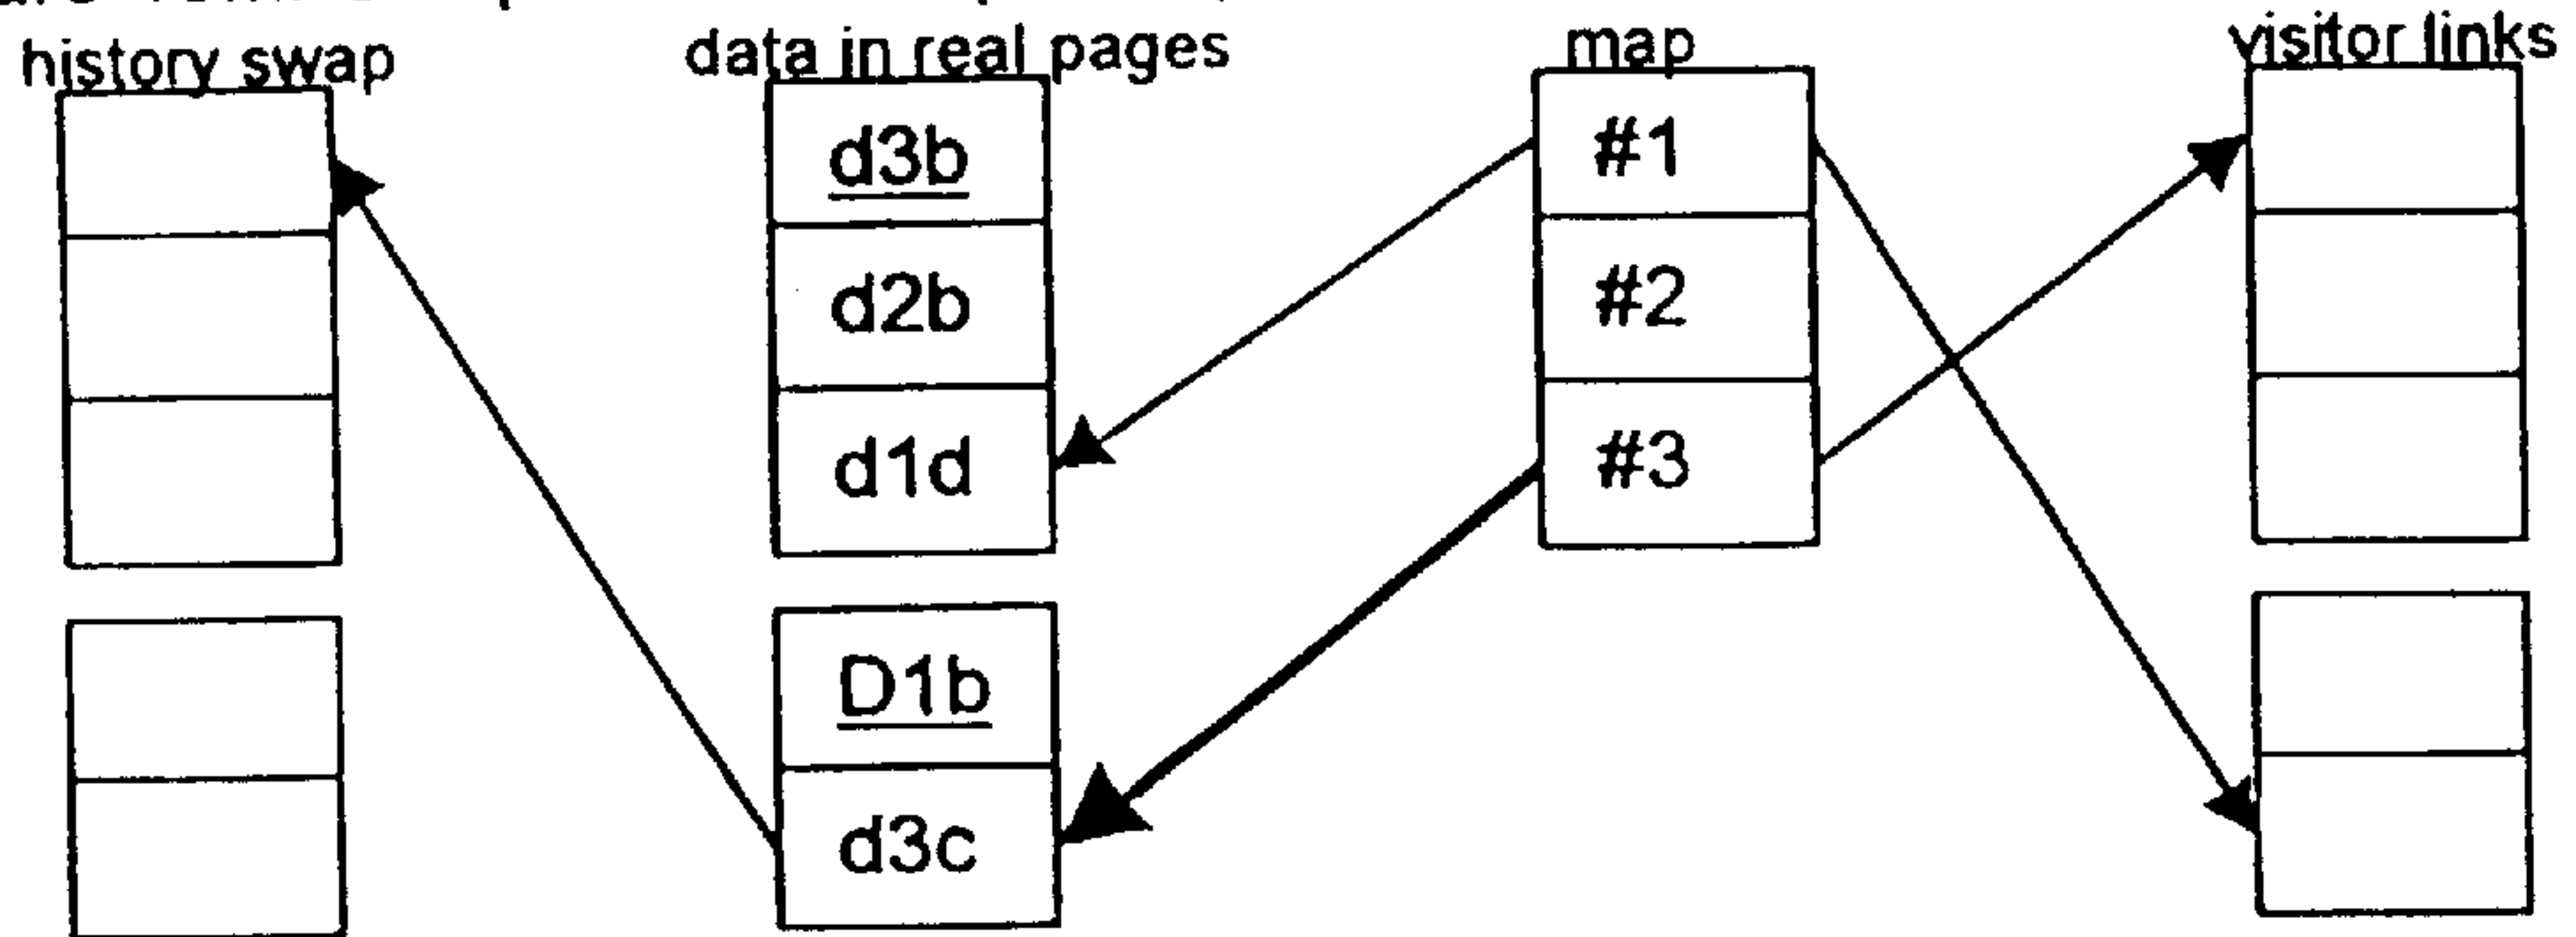 history swap
data in real pages
map
visitor links
d3b
d2b
d1d
D1b
d3c
#1
#2
#3